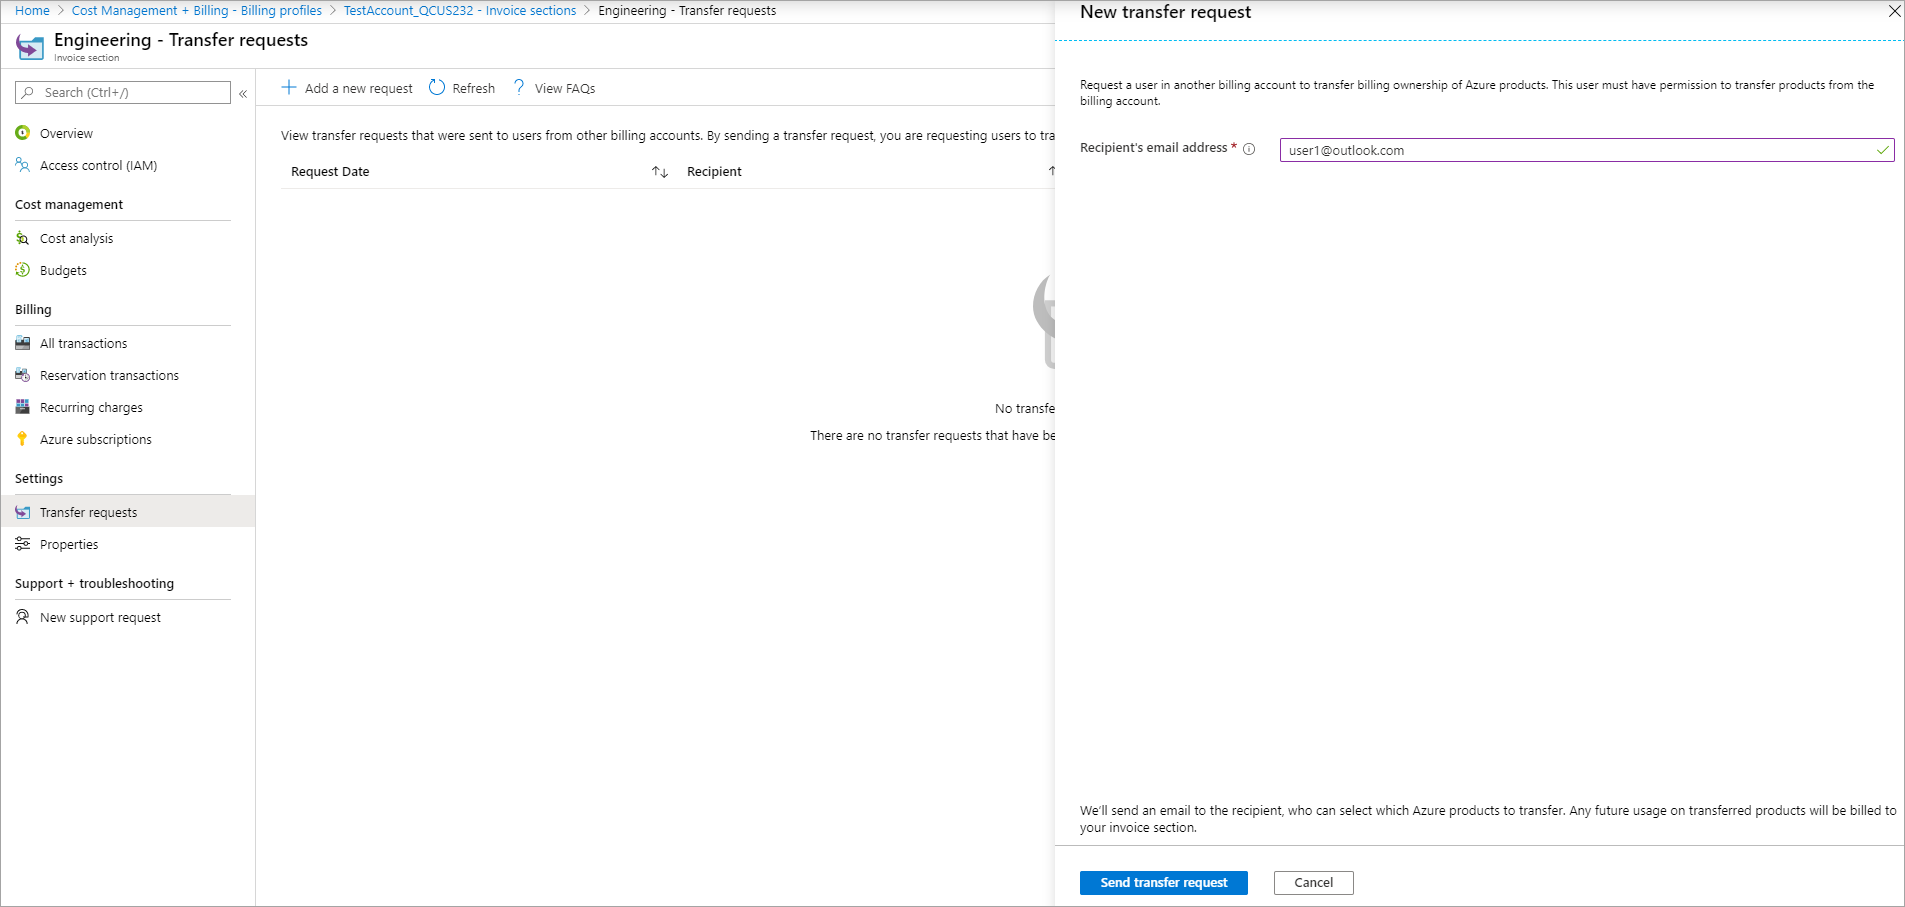 Home > Cost Management + Billing - Billing profiles > TestAccount_QCUS232 - Invoice sections > Engineering - Transfer requests
Engineering - Transfer requests
Invoice section
Search (Ctrl+/)
«
Overview
Access control (IAM)
Cost management
Cost analysis
Budgets
Billing
All transactions
Reservation transactions
Recurring charges
Azure subscriptions
Settings
Transfer requests
Properties
Support + troubleshooting
New support request
+ Add a new request Refresh ? View FAQs
View transfer requests that were sent to users from other billing accounts. By sending a transfer request, you are requesting users to tra
Request Date ↑↓ Recipient ↑
No transfe
There are no transfer requests that have be
New transfer request
Request a user in another billing account to transfer billing ownership of Azure products. This user must have permission to transfer products from the
billing account.
Recipient's email address * user1@outlook.com
We'll send an email to the recipient, who can select which Azure products to transfer. Any future usage on transferred products will be billed to
your invoice section.
Send transfer request Cancel